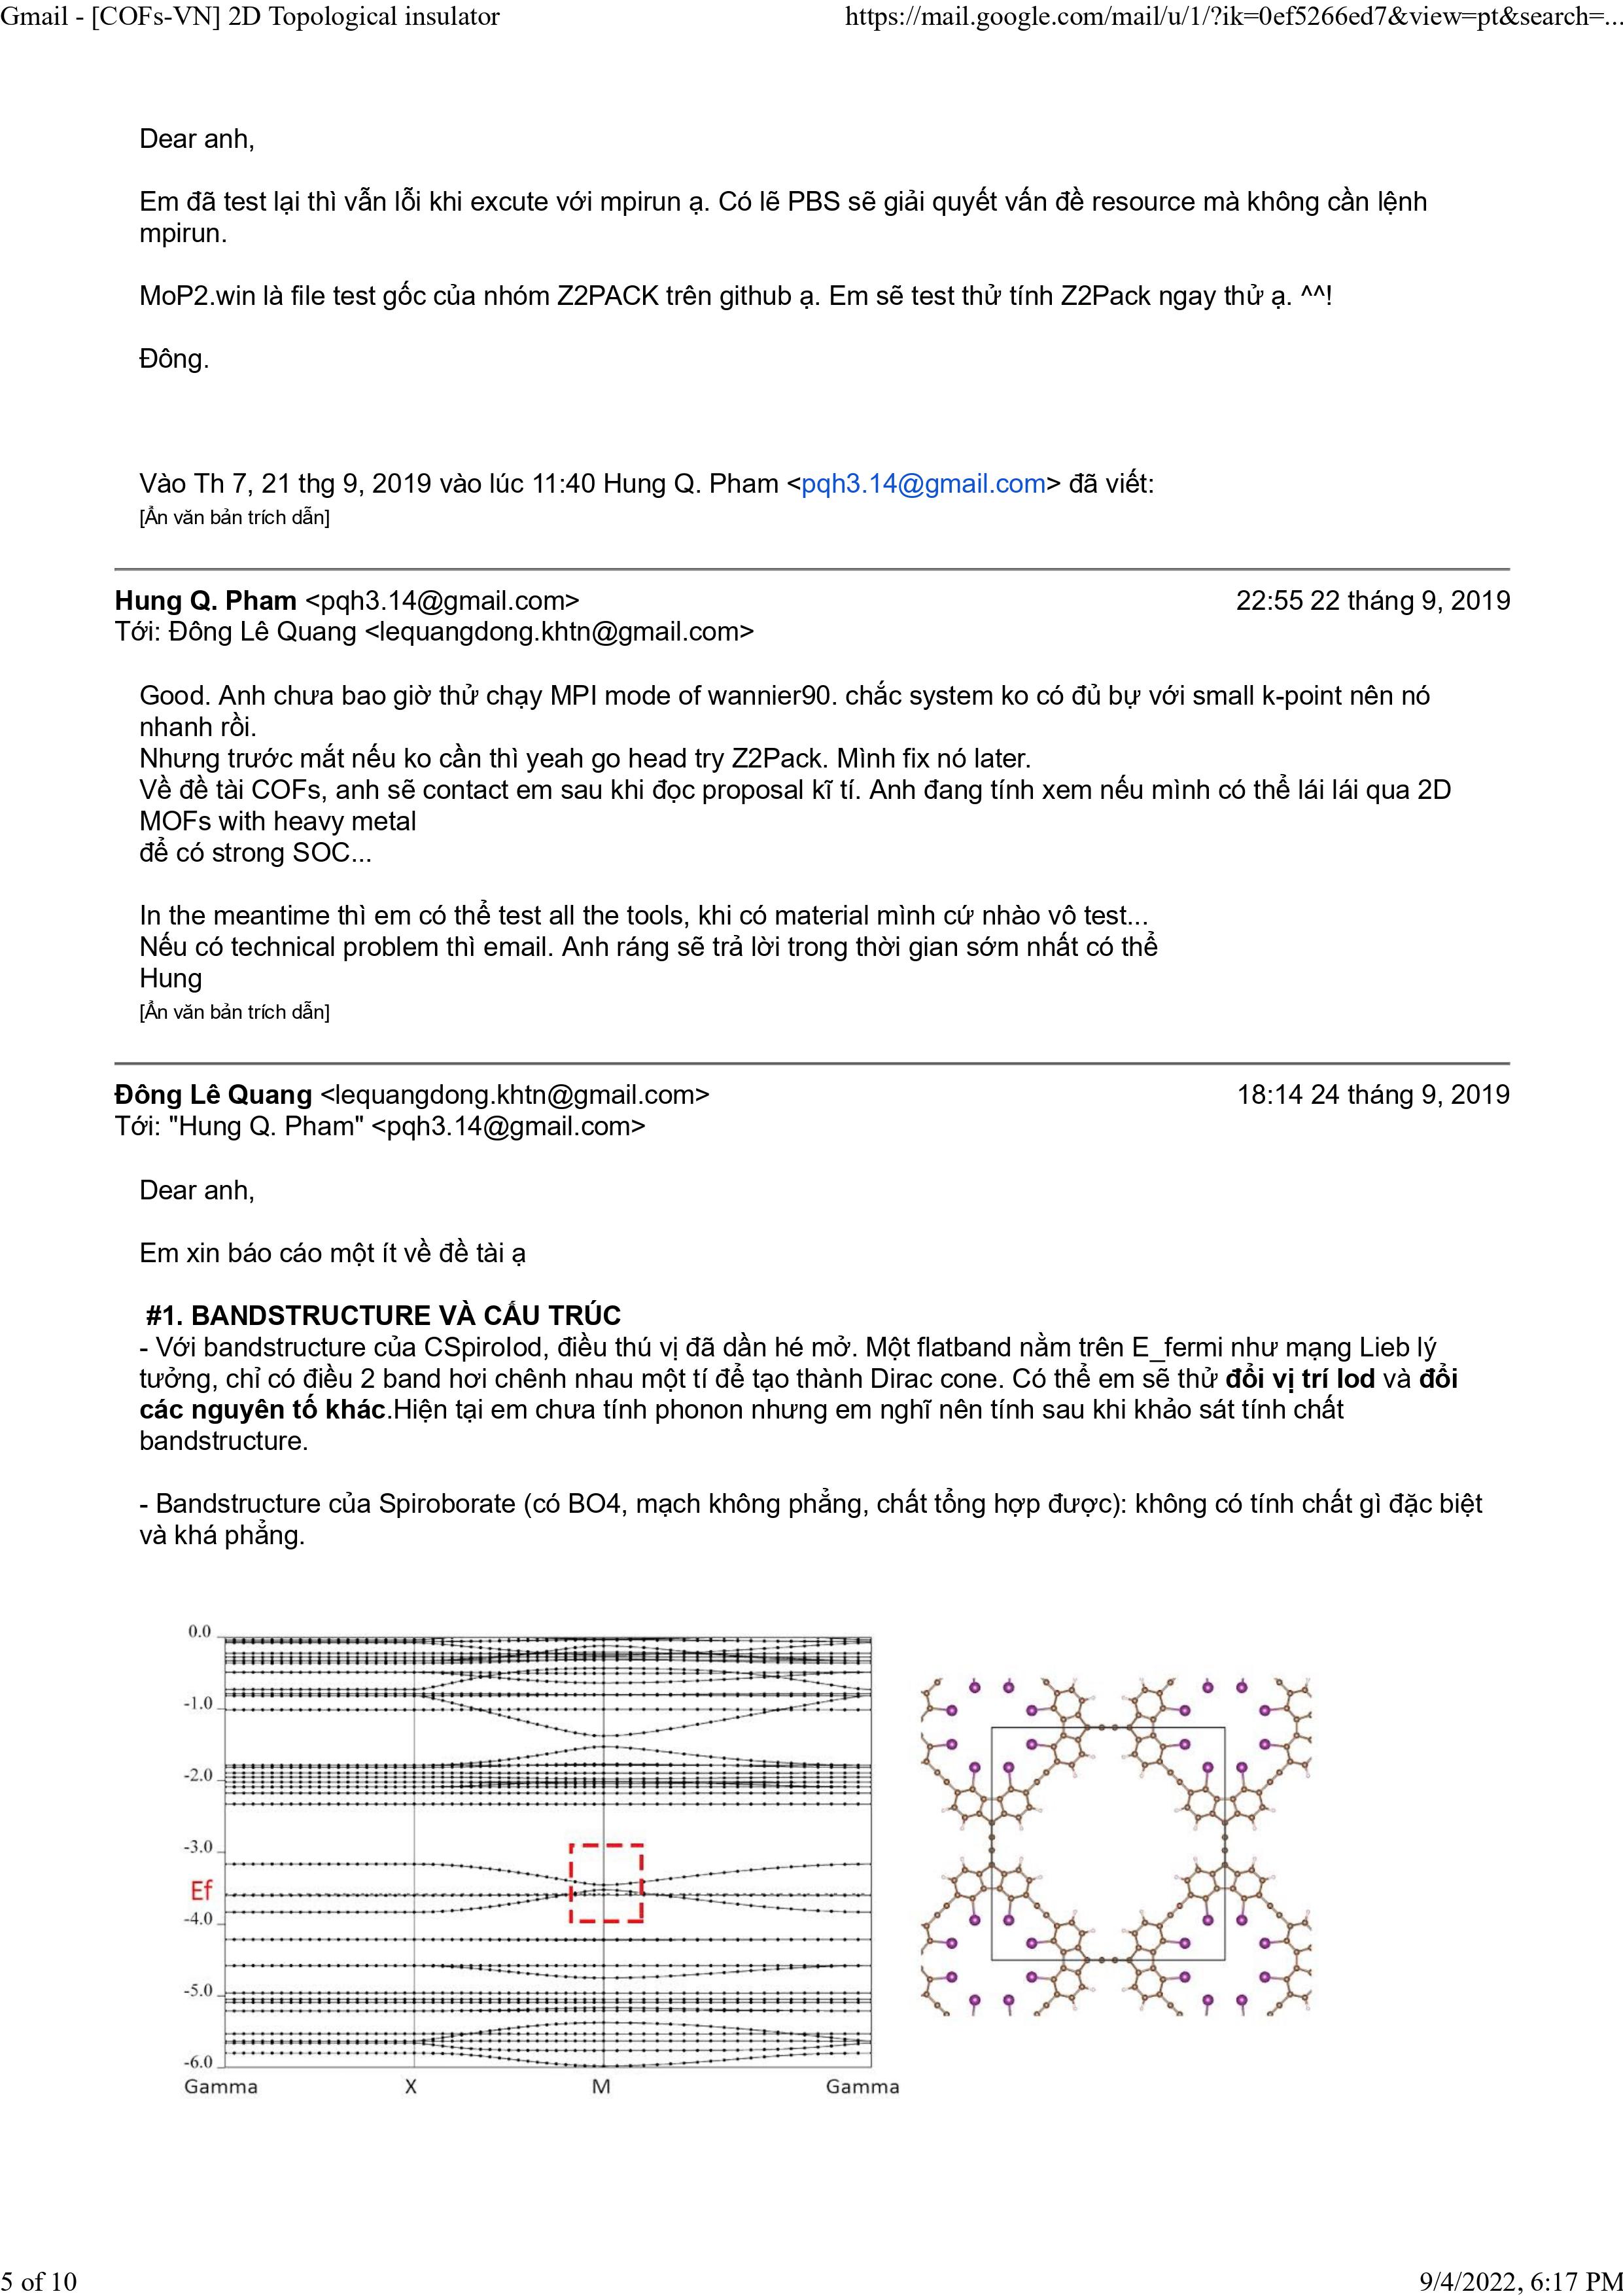 Gmail - [COFs-VN] 2D Topological insulator
https://mail.google.com/mail/u/1/?ik=0ef5266ed7&view=pt&search=...
Dear anh,
Em đã test lại thì vẫn lỗi khi excute với mpirun ạ. Có lẽ PBS sẽ giải quyết vấn đề resource mà không cần lệnh
mpirun.
MoP2.win là file test gốc của nhóm Z2PACK trên github ạ. Em sẽ test thử tính Z2Pack ngay thử ạ. ^^!
Đông.
Vào Th 7, 21 thg 9, 2019 vào lúc 11:40 Hung Q. Pham <pqh3.14@gmail.com> đã viết:
[Ẩn văn bản trích dẫn]
Hung Q. Pham <pqh3.14@gmail.com>
22:55 22 tháng 9, 2019
Tới: Đông Lê Quang <lequangdong.khtn@gmail.com>
Good. Anh chưa bao giờ thử chạy MPI mode of wannier90. chắc system ko có đủ bự với small k-point nên nó
nhanh rồi.
Nhưng trước mắt nếu ko cần thì yeah go head try Z2Pack. Mình fix nó later.
Về đề tài COFs, anh sẽ contact em sau khi đọc proposal kĩ tí. Anh đang tính xem nếu mình có thể lái lái qua 2D
MOFs with heavy metal
để có strong SOC...
In the meantime thì em có thể test all the tools, khi có material mình cứ nhào vô test...
Nếu có technical problem thì email. Anh ráng sẽ trả lời trong thời gian sớm nhất có thể
Hung
[Ẩn văn bản trích dẫn]
Đông Lê Quang <lequangdong.khtn@gmail.com>
18:14 24 tháng 9, 2019
Tới: "Hung Q. Pham" <pqh3.14@gmail.com>
Dear anh,
Em xin báo cáo một ít về đề tài ạ
#1. BANDSTRUCTURE VÀ CẤU TRÚC
- Với bandstructure của CSpiroIod, điều thú vị đã dần hé mở. Một flatband nằm trên E_fermi như mạng Lieb lý
tưởng, chỉ có điều 2 band hơi chênh nhau một tí để tạo thành Dirac cone. Có thể em sẽ thử đổi vị trí Iod và đổi
các nguyên tố khác.Hiện tại em chưa tính phonon nhưng em nghĩ nên tính sau khi khảo sát tính chất
bandstructure.
- Bandstructure của Spiroborate (có BO4, mạch không phẳng, chất tổng hợp được): không có tính chất gì đặc biệt
và khá phẳng.
0.0
-1.0
-2.0
-3.0
Ef
-4.0
-5.0
-6.0
Gamma
X
M
Gamma
5 of 10
9/4/2022, 6:17 PM